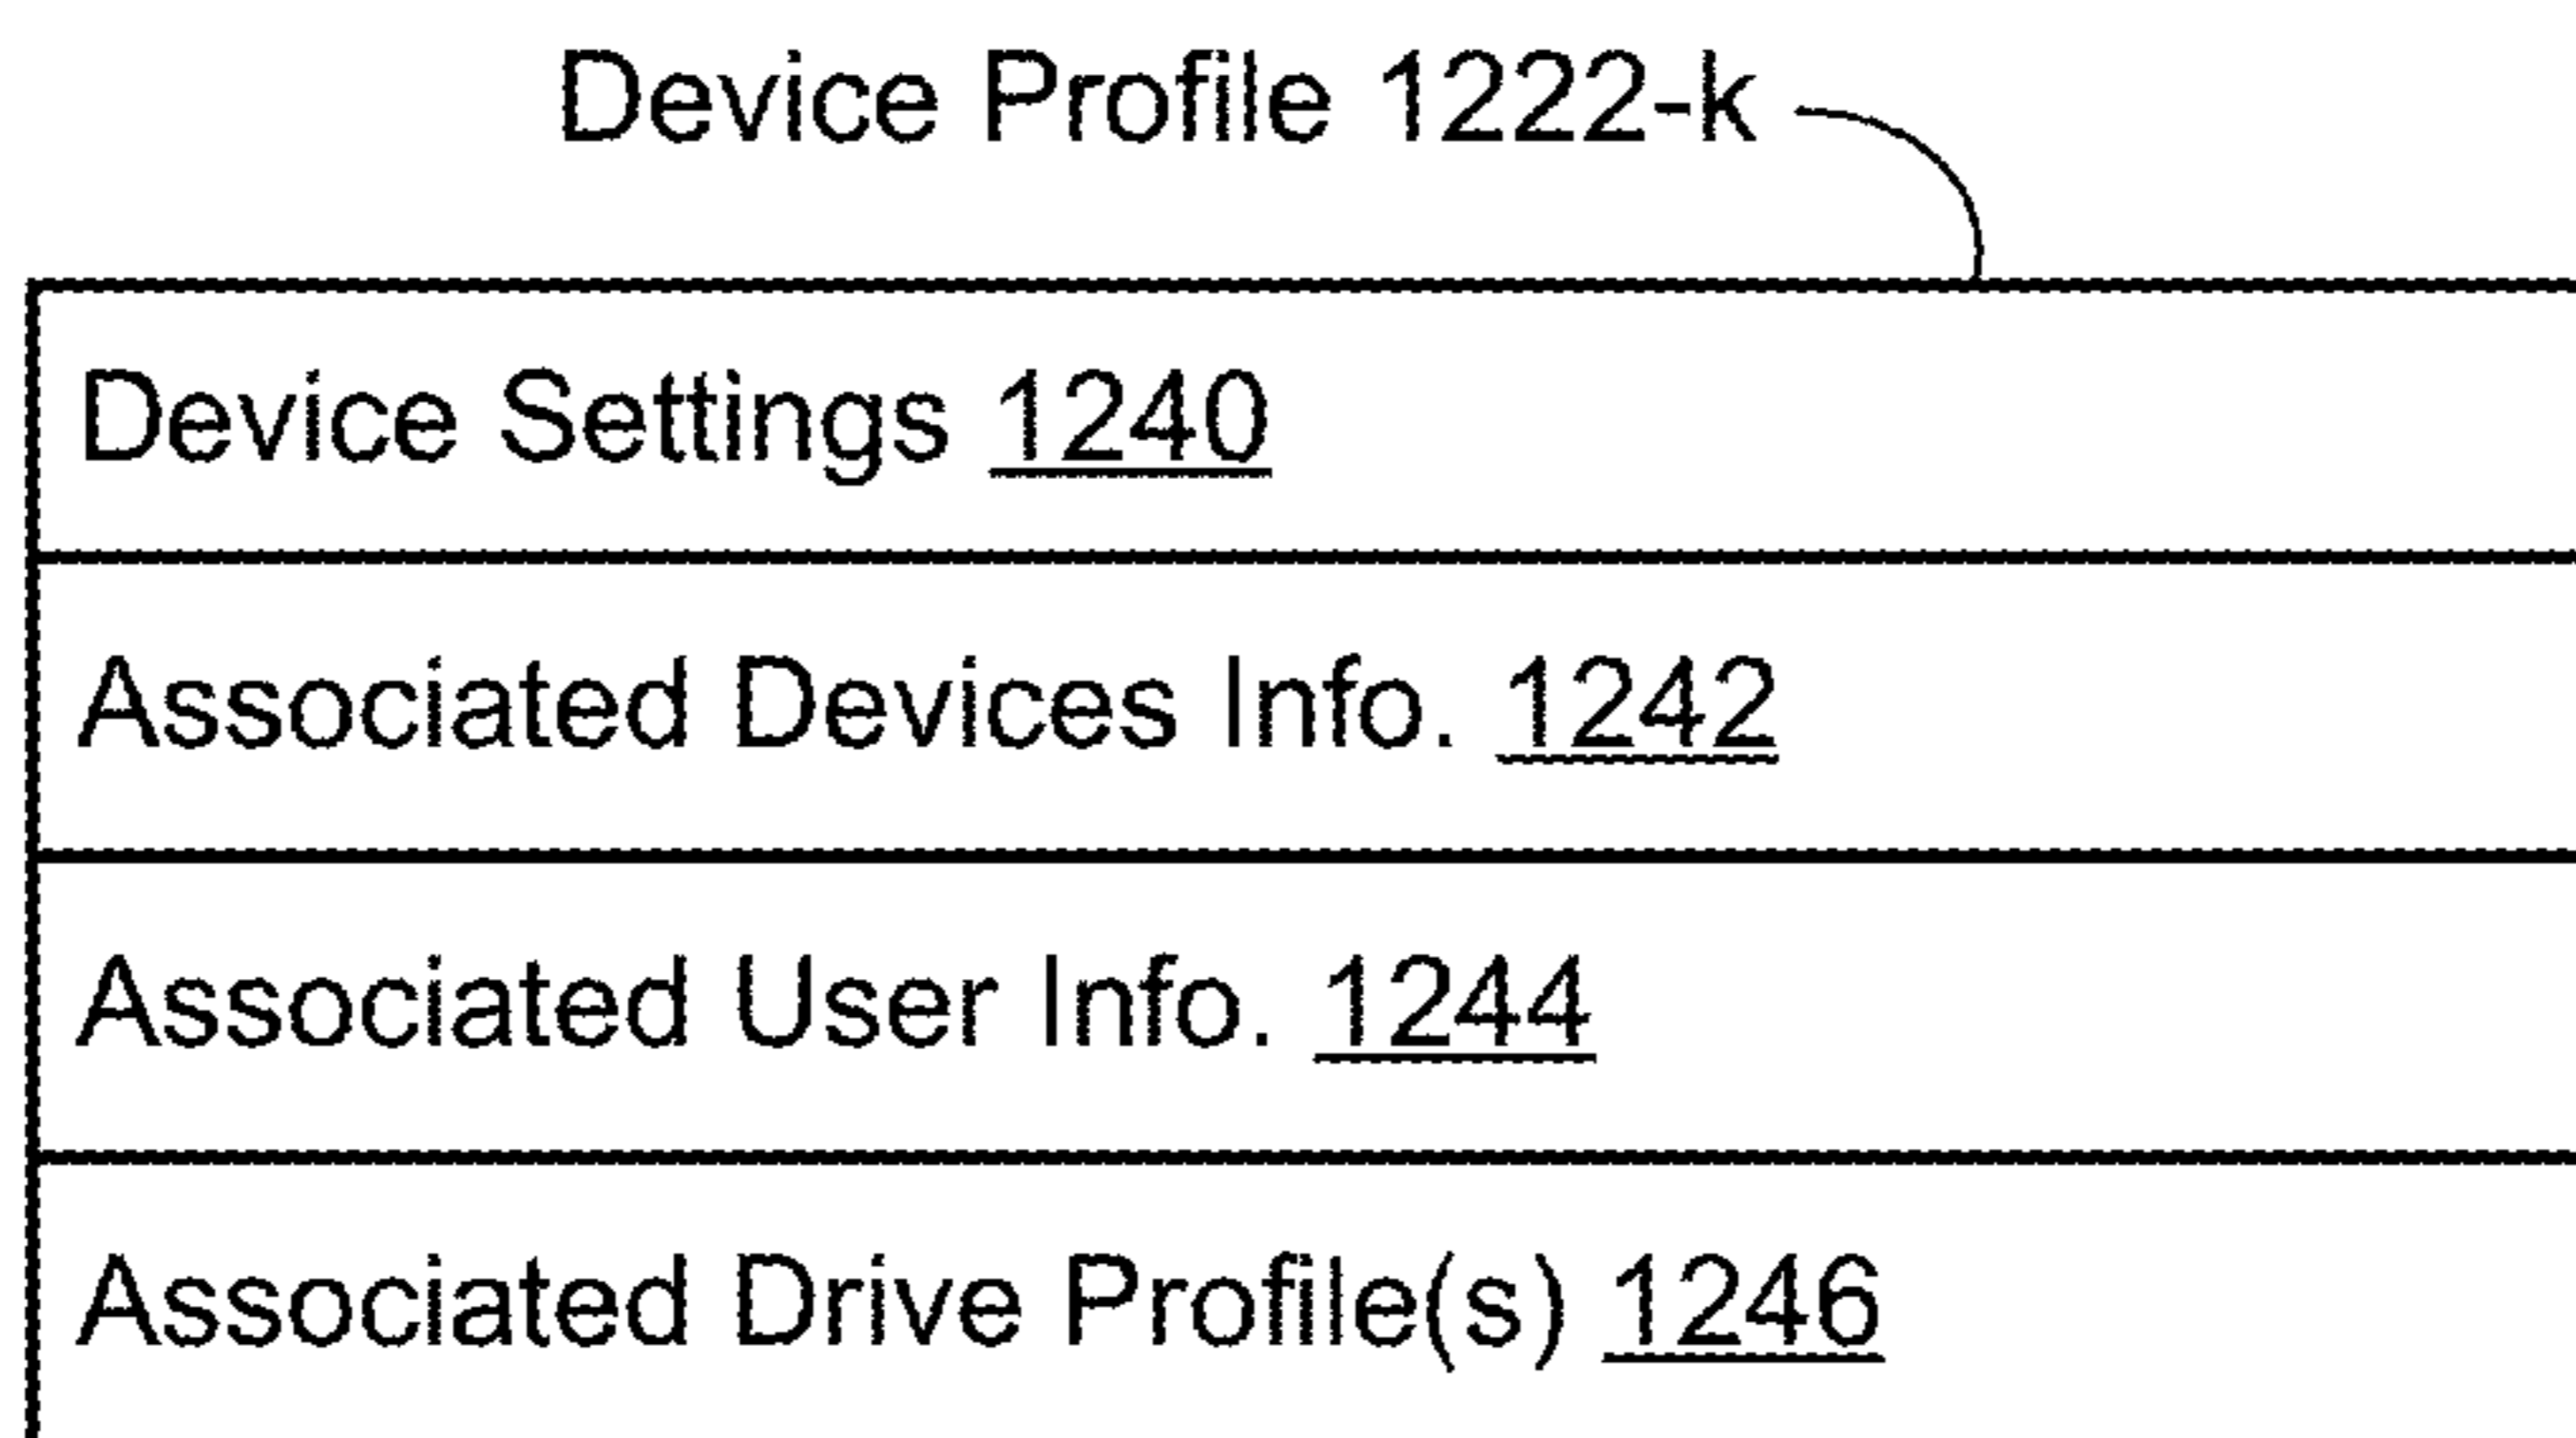 Device Profile 1222-k
Device Settings 1240
Associated Devices Info. 1242
Associated User Info. 1244
Associated Drive Profile(s) 1246